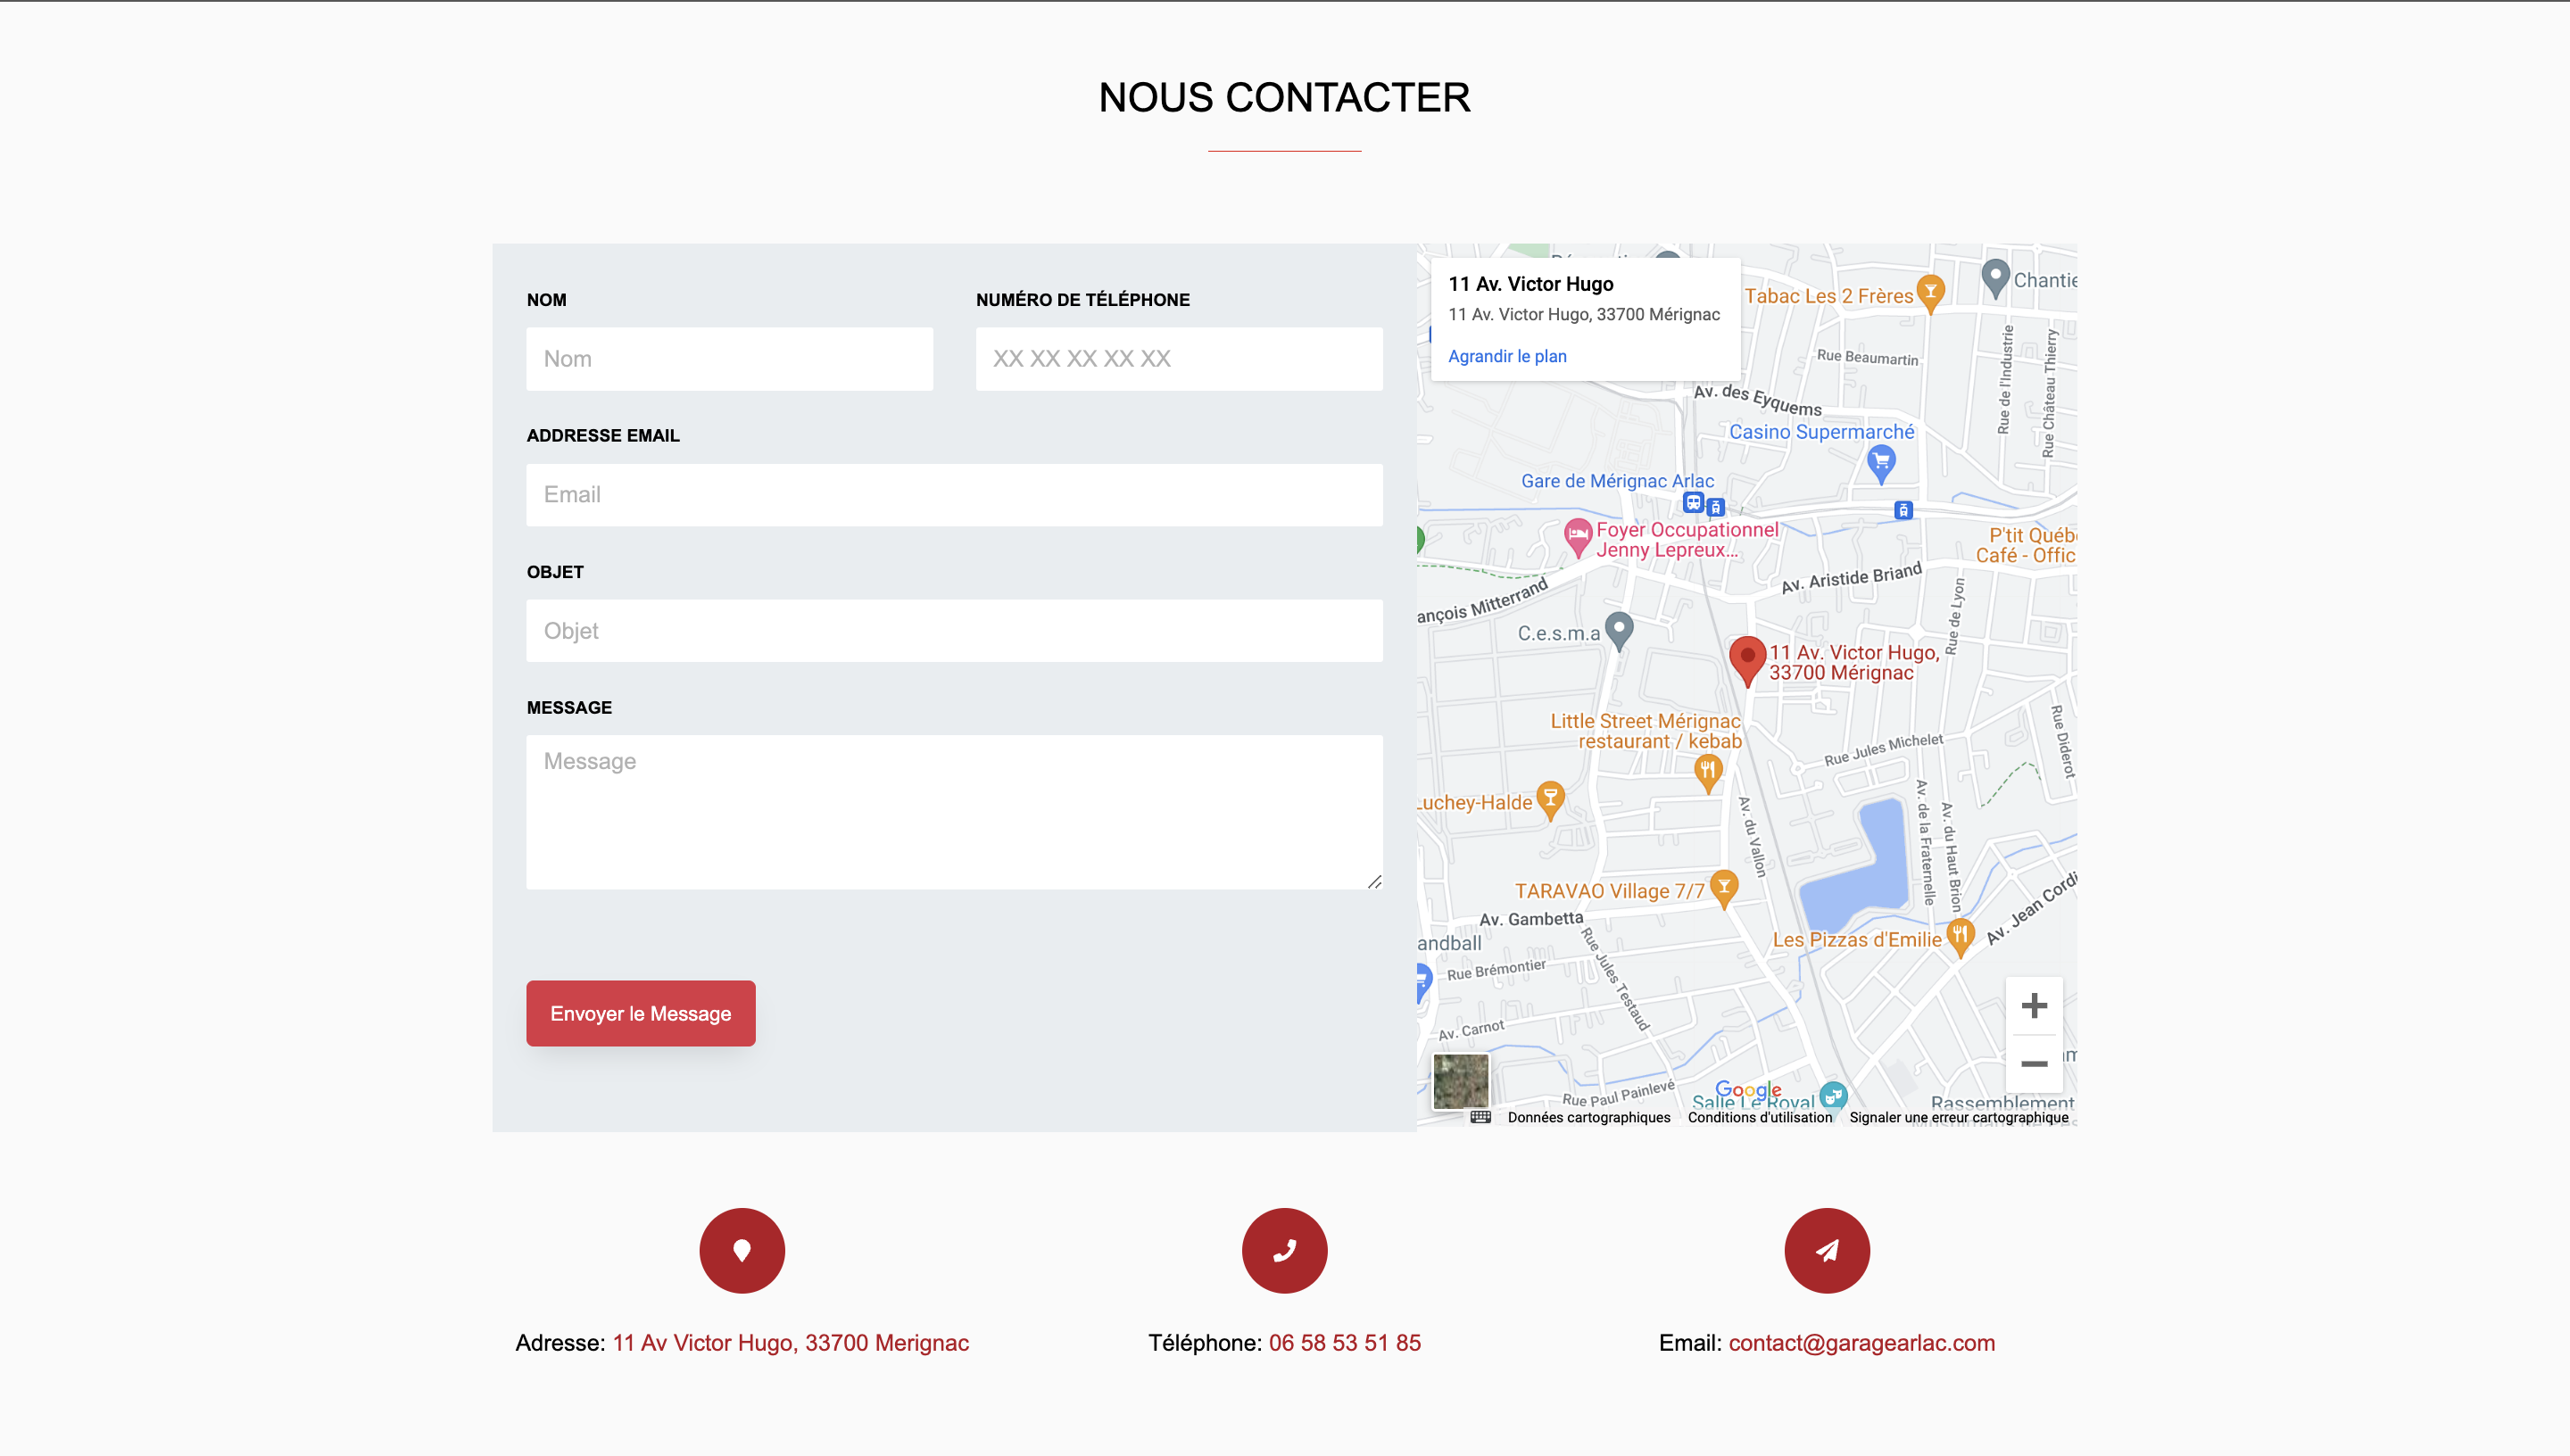 NOUS CONTACTER
NOM
NUMÉRO DE TÉLÉPHONE
Nom
XX XX XX XX XX
ADDRESSE EMAIL
Email
OBJET
Objet
MESSAGE
Message
Envoyer le Message
11 Av. Victor Hugo
11 Av. Victor Hugo, 33700 Mérignac
Agrandir le plan
Tabac Les 2 Frères
Chantie
Rue Beaumartin
Rue de l'Industrie
Rue Château Thierry
Av. des Eyquems
Casino Supermarché
Gare de Mérignac Arlac
Foyer Occupationnel
Jenny Lepreux...
P'tit Québ
Café - Offic
Av. Aristide Briand
ançois Mitterrand
Rue de Lyon
C.e.s.m.a
11 Av. Victor Hugo,
33700 Mérignac
Little Street Mérignac
restaurant / kebab
Rue Jules Michelet
Rue Diderot
Luchey-Halde
Av. du Vallon
Av. de la Fraternelle
Av. du Haut Brion
TARAVAO Village 7/7
Av. Gambetta
Av. Jean Cordi
Les Pizzas d'Emilie
andball
Rue Brémontier
Rue Jules Testaud
Av. Carnot
Rue Paul Painlevé
Google
Salle Le Royal
Rassemblement
Données cartographiques
Conditions d'utilisation
Signaler une erreur cartographique
Adresse: 11 Av Victor Hugo, 33700 Merignac
Téléphone: 06 58 53 51 85
Email: contact@garagearlac.com